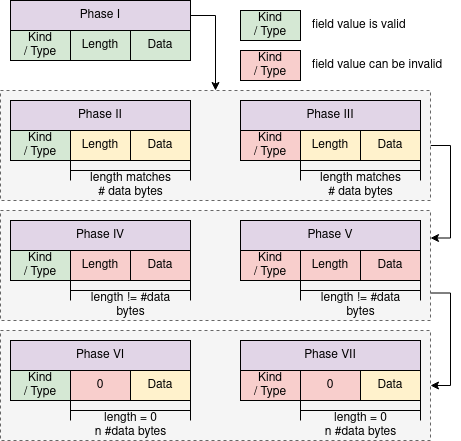 Phase I
Kind
/ Type
Length
Data
Kind
/ Type
field value is valid
Kind
/ Type
field value can be invalid
Phase II
Kind
/ Type
Length
Data
length matches
# data bytes
Phase III
Kind
/ Type
Length
Data
length matches
# data bytes
Phase IV
Kind
/ Type
Length
Data
length != #data
bytes
Phase V
Kind
/ Type
Length
Data
length != #data
bytes
Phase VI
Kind
/ Type
0
Data
length = 0
n #data bytes
Phase VII
Kind
/ Type
0
Data
length = 0
n #data bytes